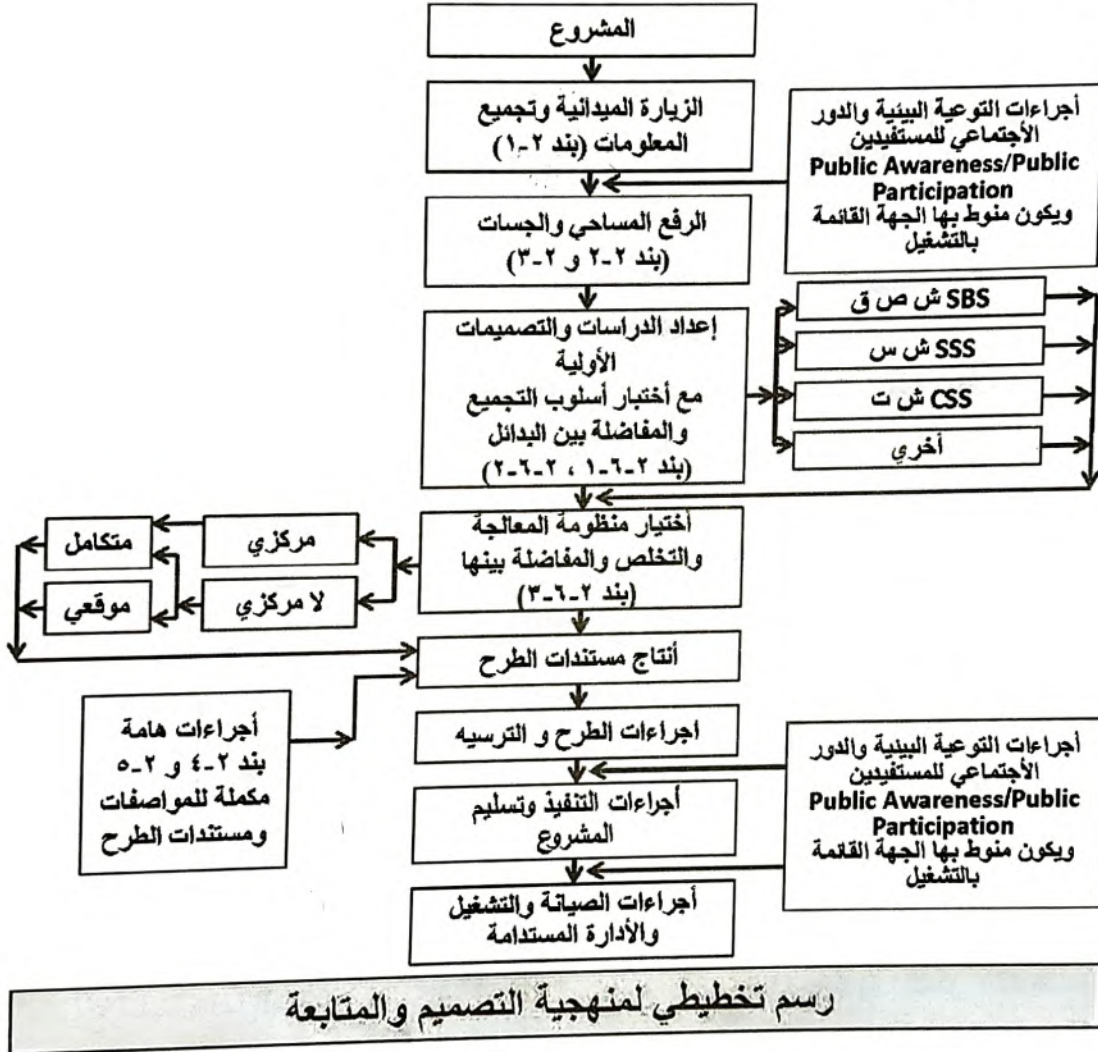 المشروع
الزيارة الميدانية وتجميع
المعلومات (بند ٢-١)
أجراءات التوعية البيئية والدور
الأجتماعي للمستفيدين
Public Awareness/Public
Participation
ويكون منوط بها الجهة القائمة
بالتشغيل
الرفع المساحي والجسات
(بند ٢-٢ و ٢-٣)
إعداد الدراسات والتصميمات
الأولية
مع أختبار أسلوب التجميع
والمفاضلة بين البدائل
(بند ٢-٦-١ ، ٢-٦-٢)
SBS ش ص ق
SSS ش س
CSS ش ت
أخري
أختيار منظومة المعالجة
والتخلص والمفاضلة بينها
(بند ٢-٦-٣)
مركزي
لا مركزي
متكامل
موقعي
أنتاج مستندات الطرح
أجراءات هامة
بند ٢-٤ و ٢-٥
مكملة للمواصفات
ومستندات الطرح
اجراءات الطرح و الترسيه
أجراءات التنفيذ وتسليم
المشروع
أجراءات التوعية البيئية والدور
الأجتماعي للمستفيدين
Public Awareness/Public
Participation
ويكون منوط بها الجهة القائمة
بالتشغيل
أجراءات الصيانة والتشغيل
والأدارة المستدامة
رسم تخطيطي لمنهجية التصميم والمتابعة